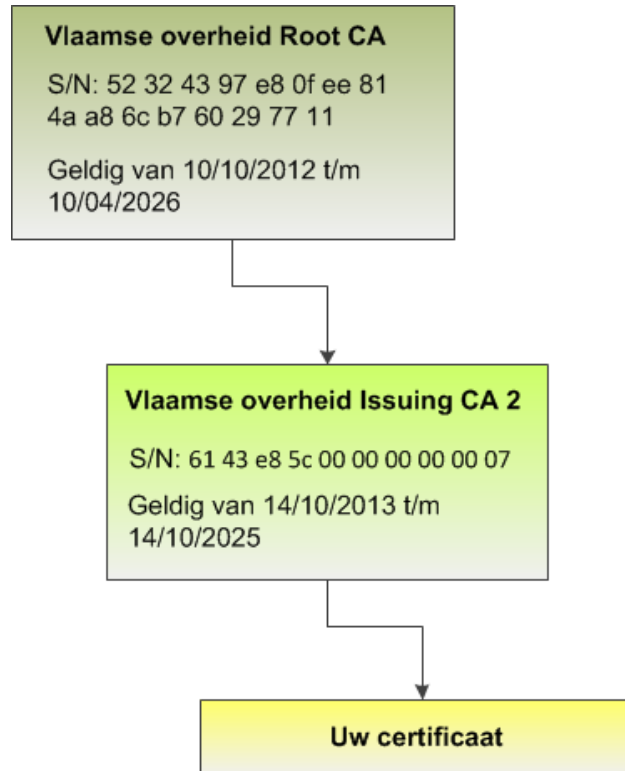 Vlaamse overheid Root CA
S/N: 52 32 43 97 e8 0f ee 81
4a a8 6c b7 60 29 77 11
Geldig van 10/10/2012 t/m
10/04/2026
Vlaamse overheid Issuing CA 2
S/N: 61 43 e8 5c 00 00 00 00 00 07
Geldig van 14/10/2013 t/m
14/10/2025
Uw certificaat